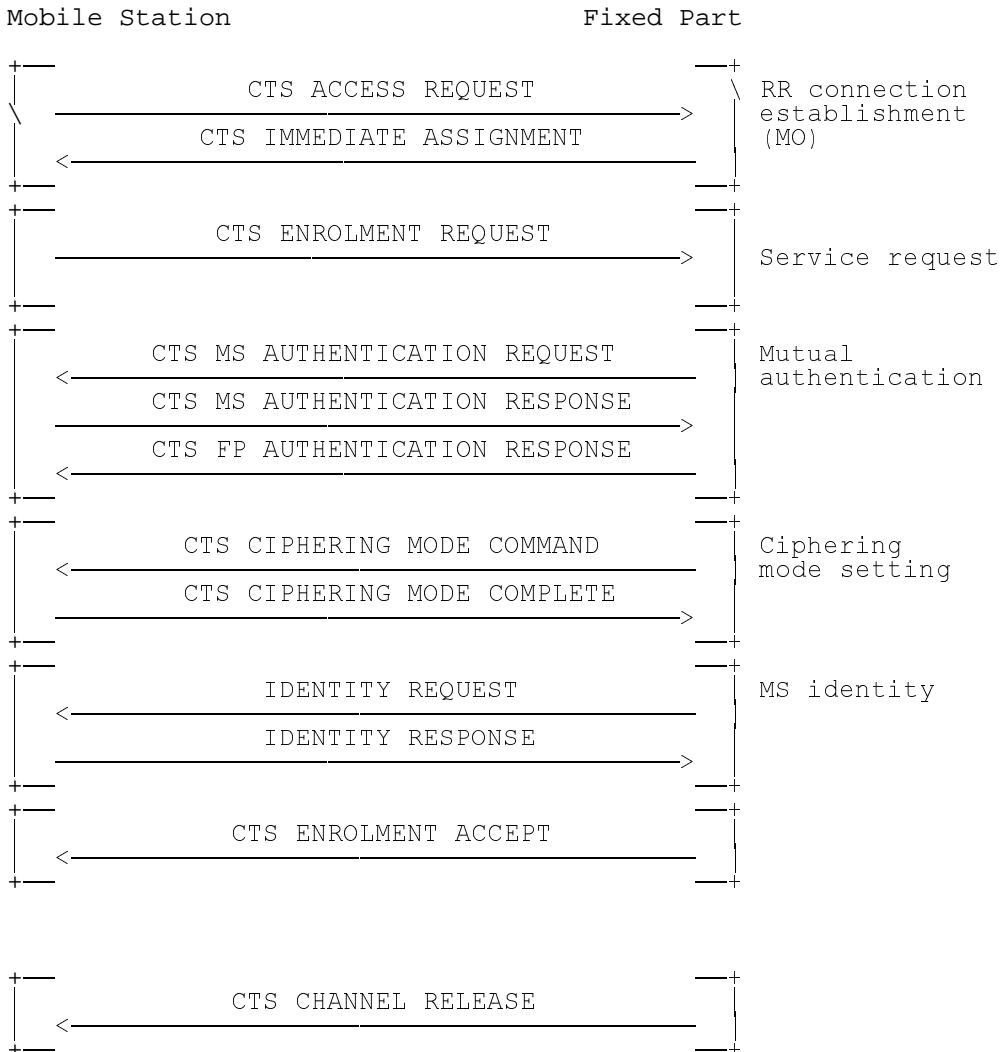 Mobile Station Fixed Part
CTS ACCESS REQUEST
RR connection
establishment
(MO)
CTS IMMEDIATE ASSIGNMENT
CTS ENROLMENT REQUEST
Service request
CTS MS AUTHENTICATION REQUEST
Mutual
authentication
CTS MS AUTHENTICATION RESPONSE
CTS FP AUTHENTICATION RESPONSE
CTS CIPHERING MODE COMMAND
Ciphering
mode setting
CTS CIPHERING MODE COMPLETE
IDENTITY REQUEST
MS identity
IDENTITY RESPONSE
CTS ENROLMENT ACCEPT
CTS CHANNEL RELEASE